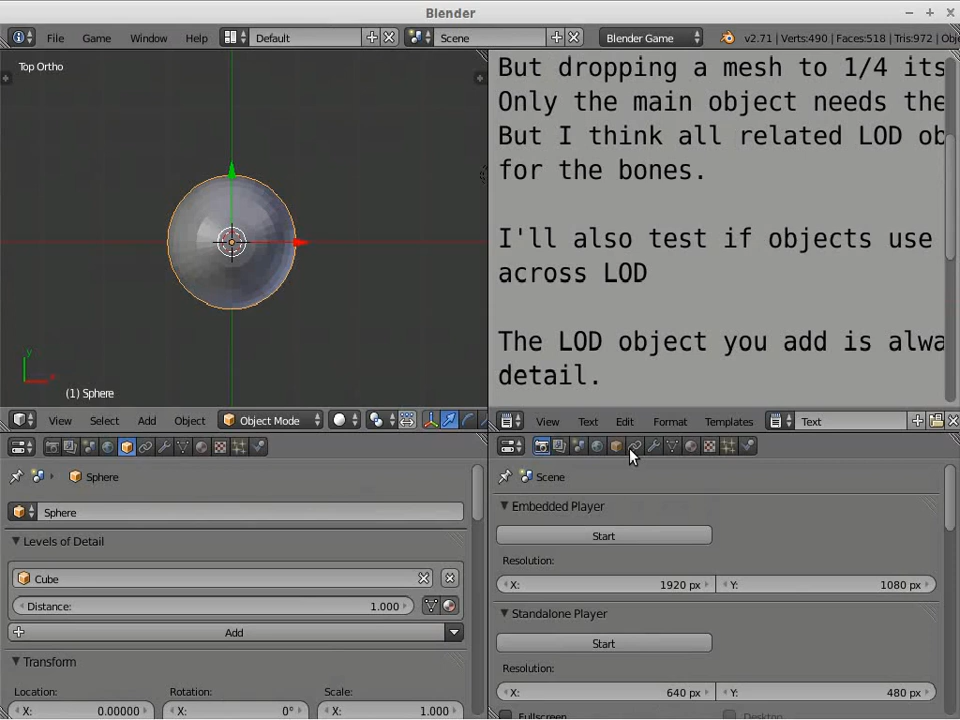 Blender
File Game Window Help Default Scene Blender Game v2.71 | Verts:490 | Faces:518 | Tris:972 | Obj
Top Ortho
(1) Sphere
But dropping a mesh to 1/4 its
Only the main object needs the
But I think all related LOD ob
for the bones.
I'll also test if objects use
across LOD
The LOD object you add is alwa
detail.
View Select Add Object Object Mode
View Text Edit Format Templates Text
Sphere
Sphere
Levels of Detail
Cube
Distance: 1.000
Add
Transform
Location: Rotation: Scale:
X: 0.00000 X: 0° X: 1.000
Scene
Embedded Player
Start
Resolution:
X: 1920 px Y: 1080 px
Standalone Player
Start
Resolution:
X: 640 px Y: 480 px
Fullscreen Desktop